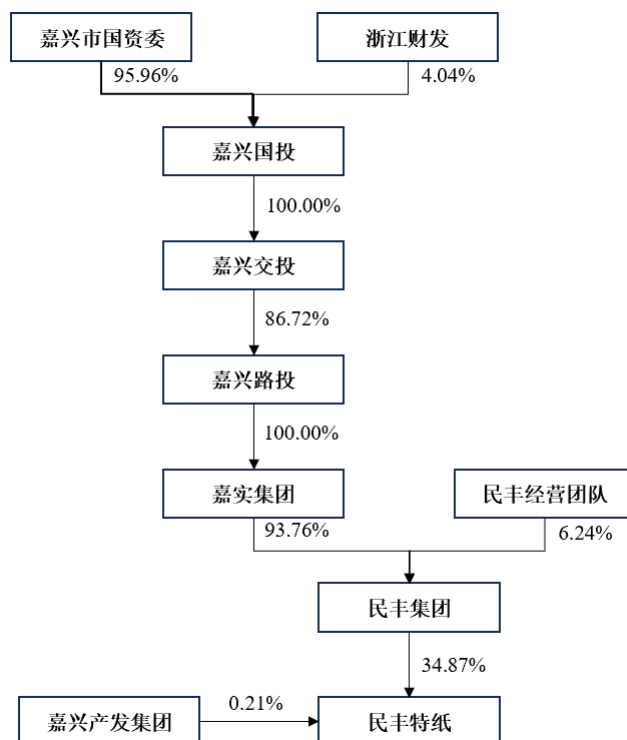 嘉兴市国资委
浙江财发
95.96%
4.04%
嘉兴国投
100.00%
嘉兴交投
86.72%
嘉兴路投
100.00%
嘉实集团
民丰经营团队
93.76%
6.24%
民丰集团
34.87%
嘉兴产发集团
0.21%
民丰特纸